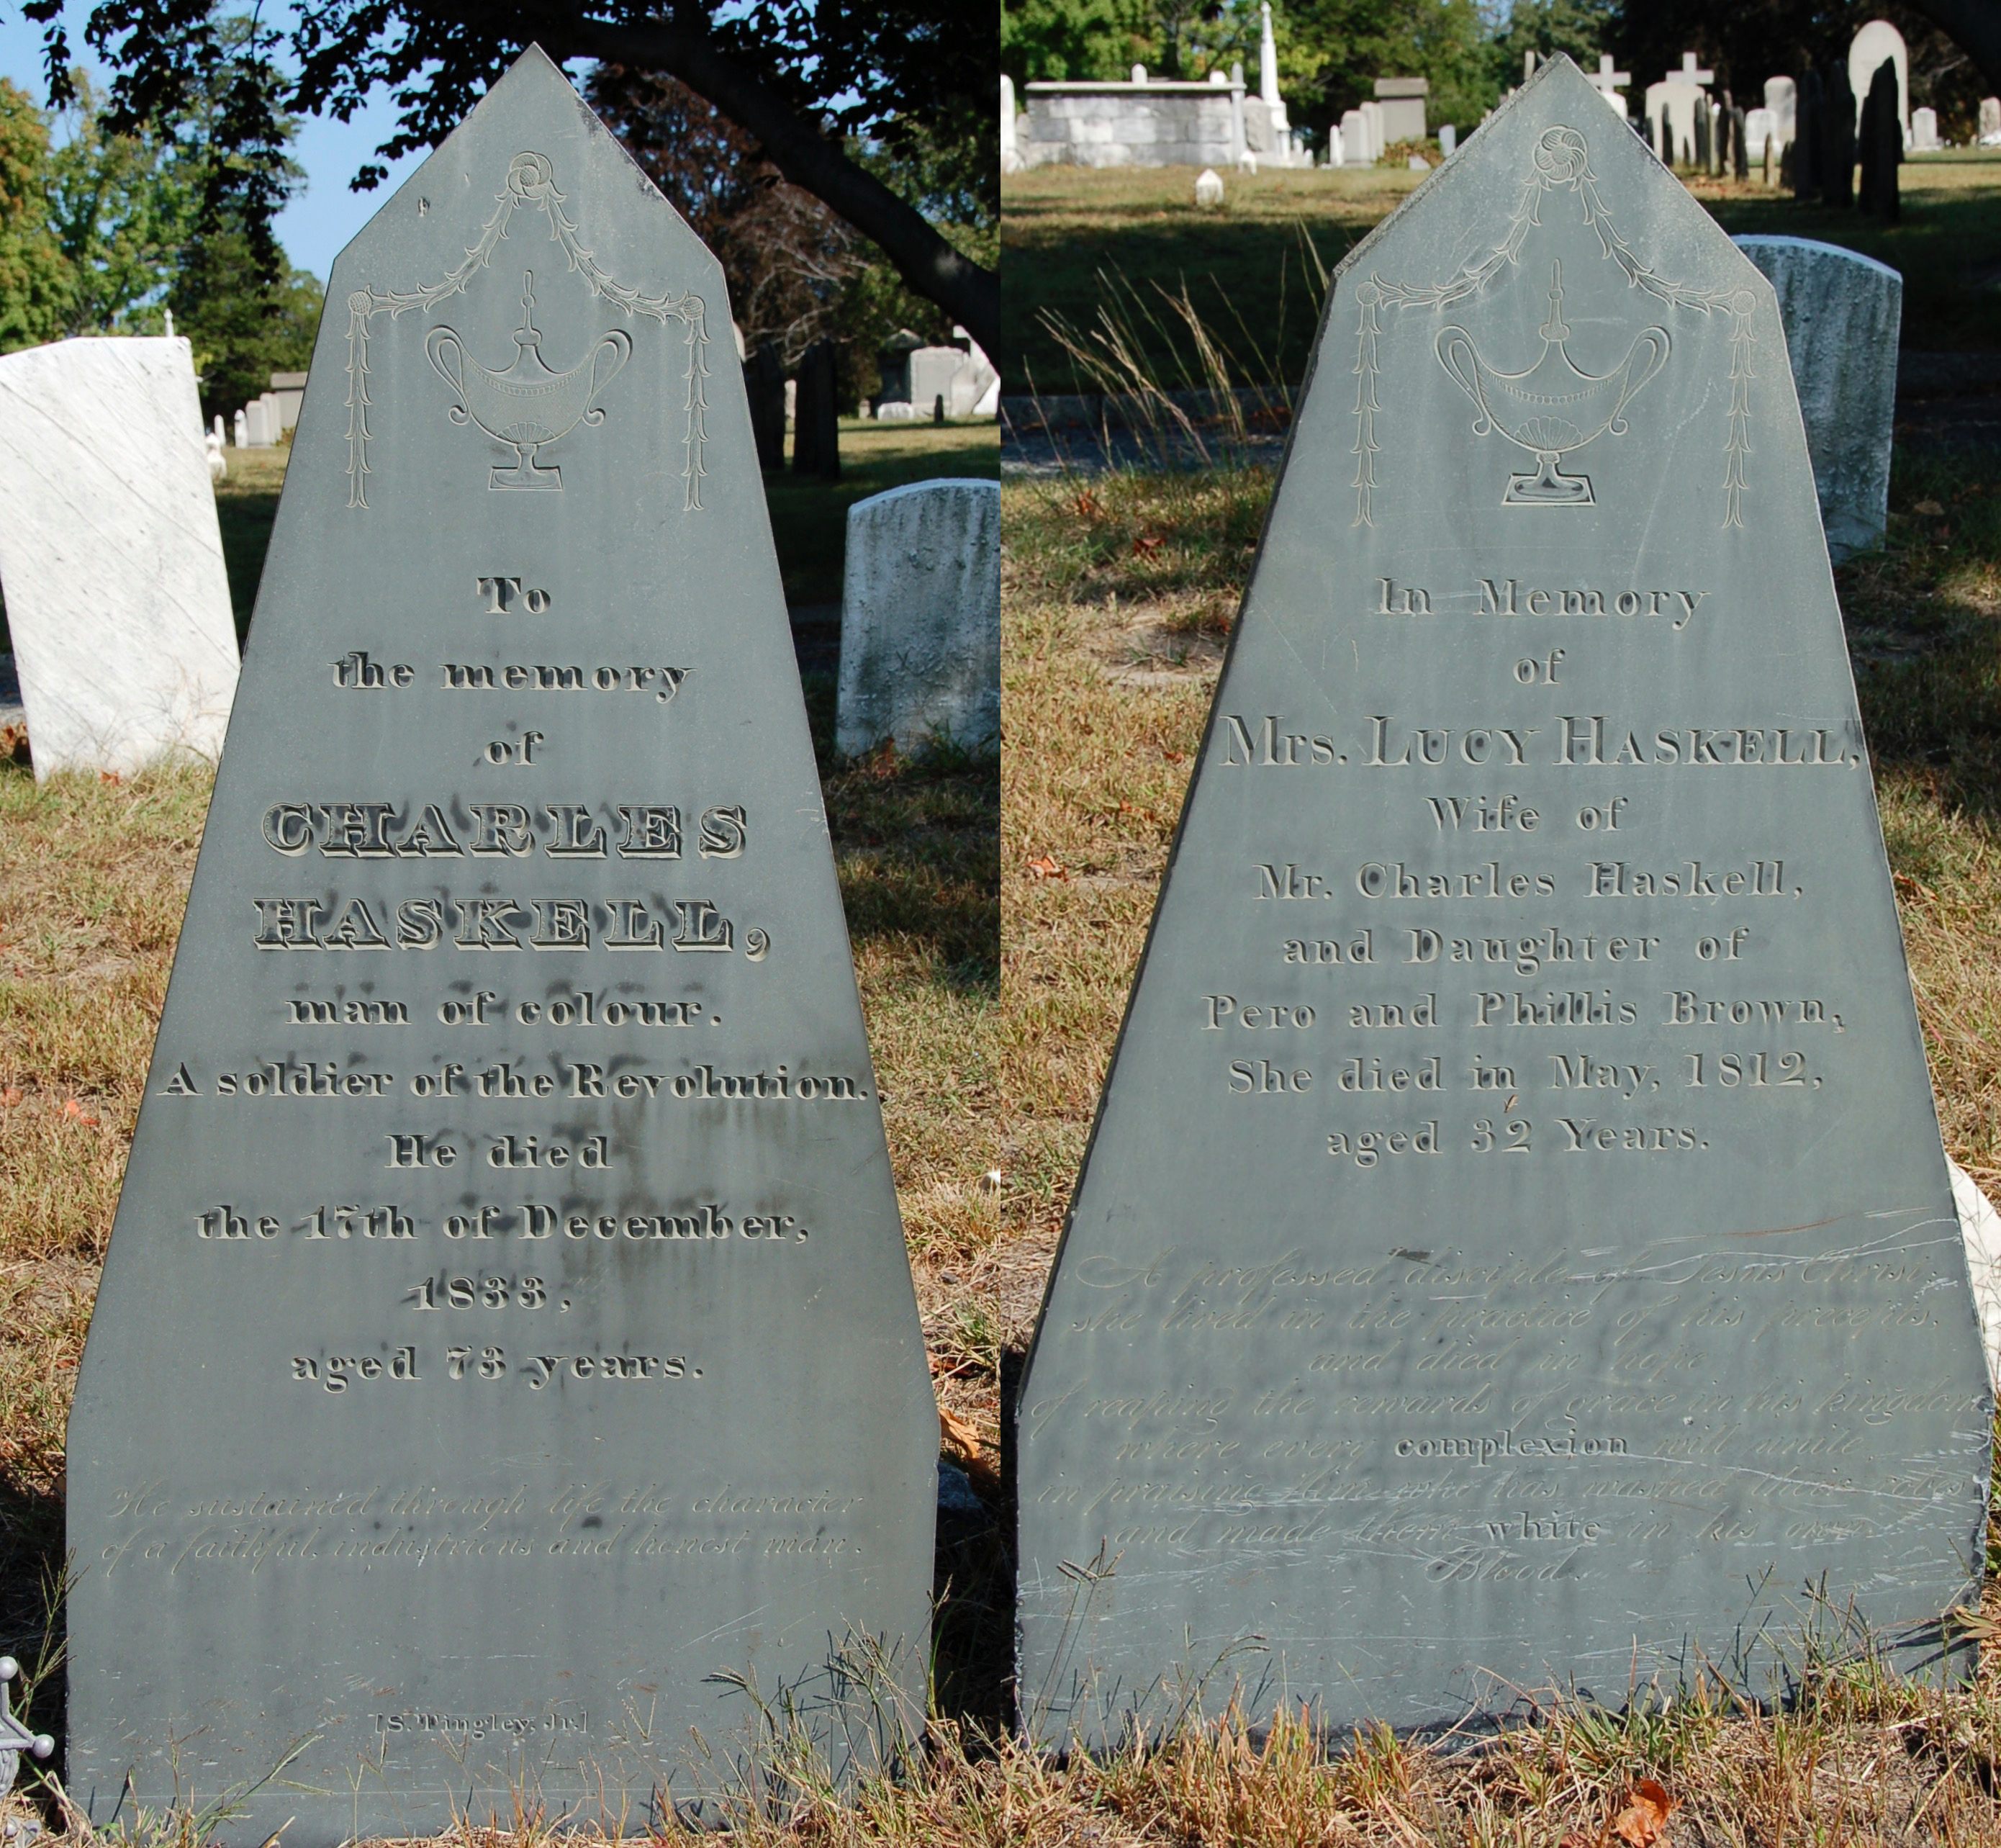 To
the memory
of
CHARLES
HASKELL,
man of colour.
A soldier of the Revolution.
He died
the 17th of December,
1833,
aged 73 years.
He sustained through life the character
of a faithful, industrious and honest man.
[S. Tingley, Jr.]
In Memory
of
Mrs. LUCY HASKELL,
Wife of
Mr. Charles Haskell,
and Daughter of
Pero and Phillis Brown,
She died in May, 1812,
aged 32 Years.
A professed disciple of Jesus Christ,
she lived in the practice of his precepts,
and died in hope
of reaping the rewards of grace in his kingdom
where every complexion will unite
in praising Him who has washed their robes
and made them white in his own
Blood.